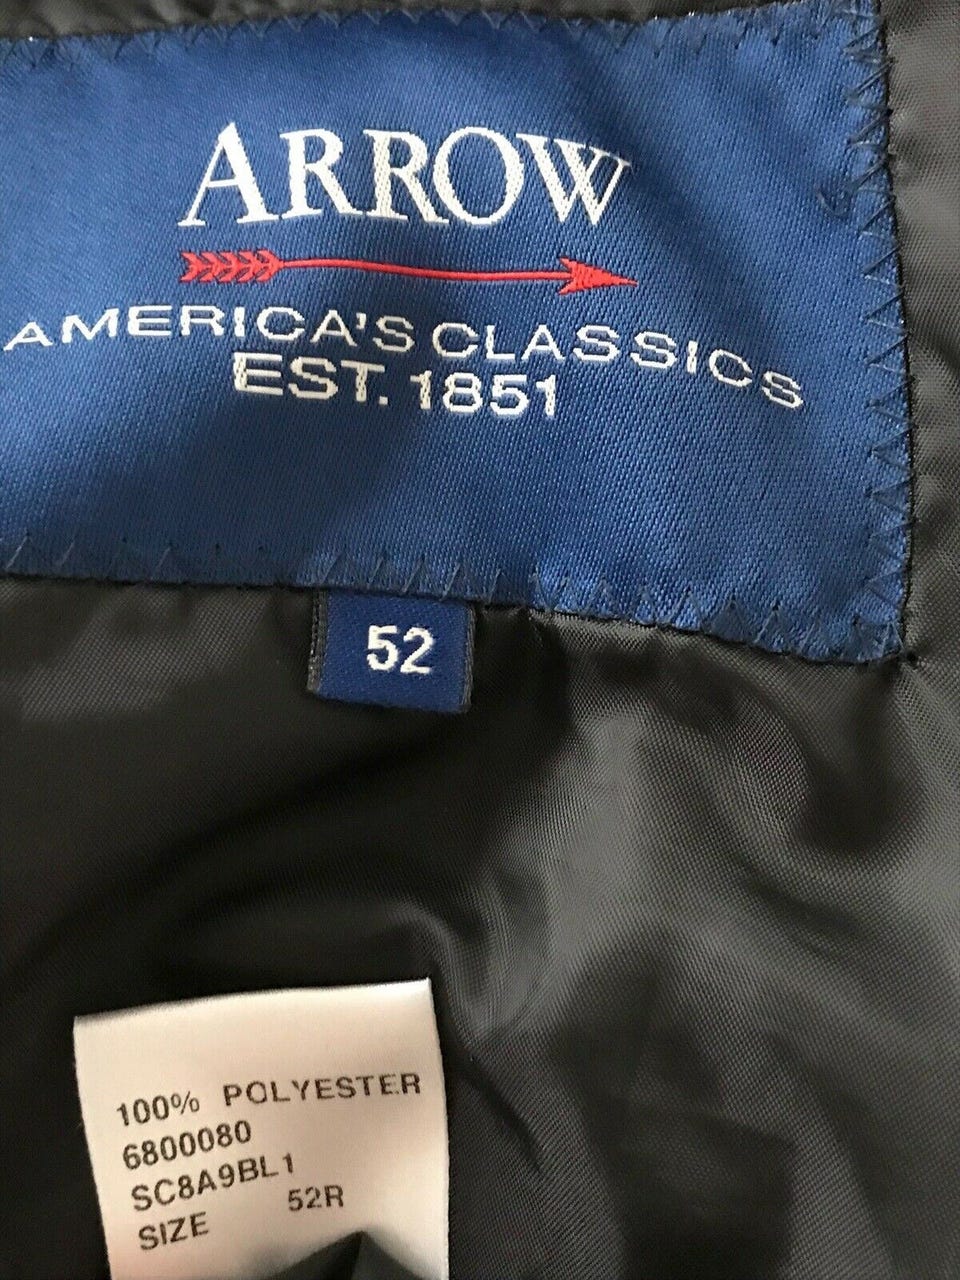 ARROW
AMERICA'S CLASSICS
EST. 1851
52
100% POLYESTER
6800080
SC8A9BL1
SIZE 52R